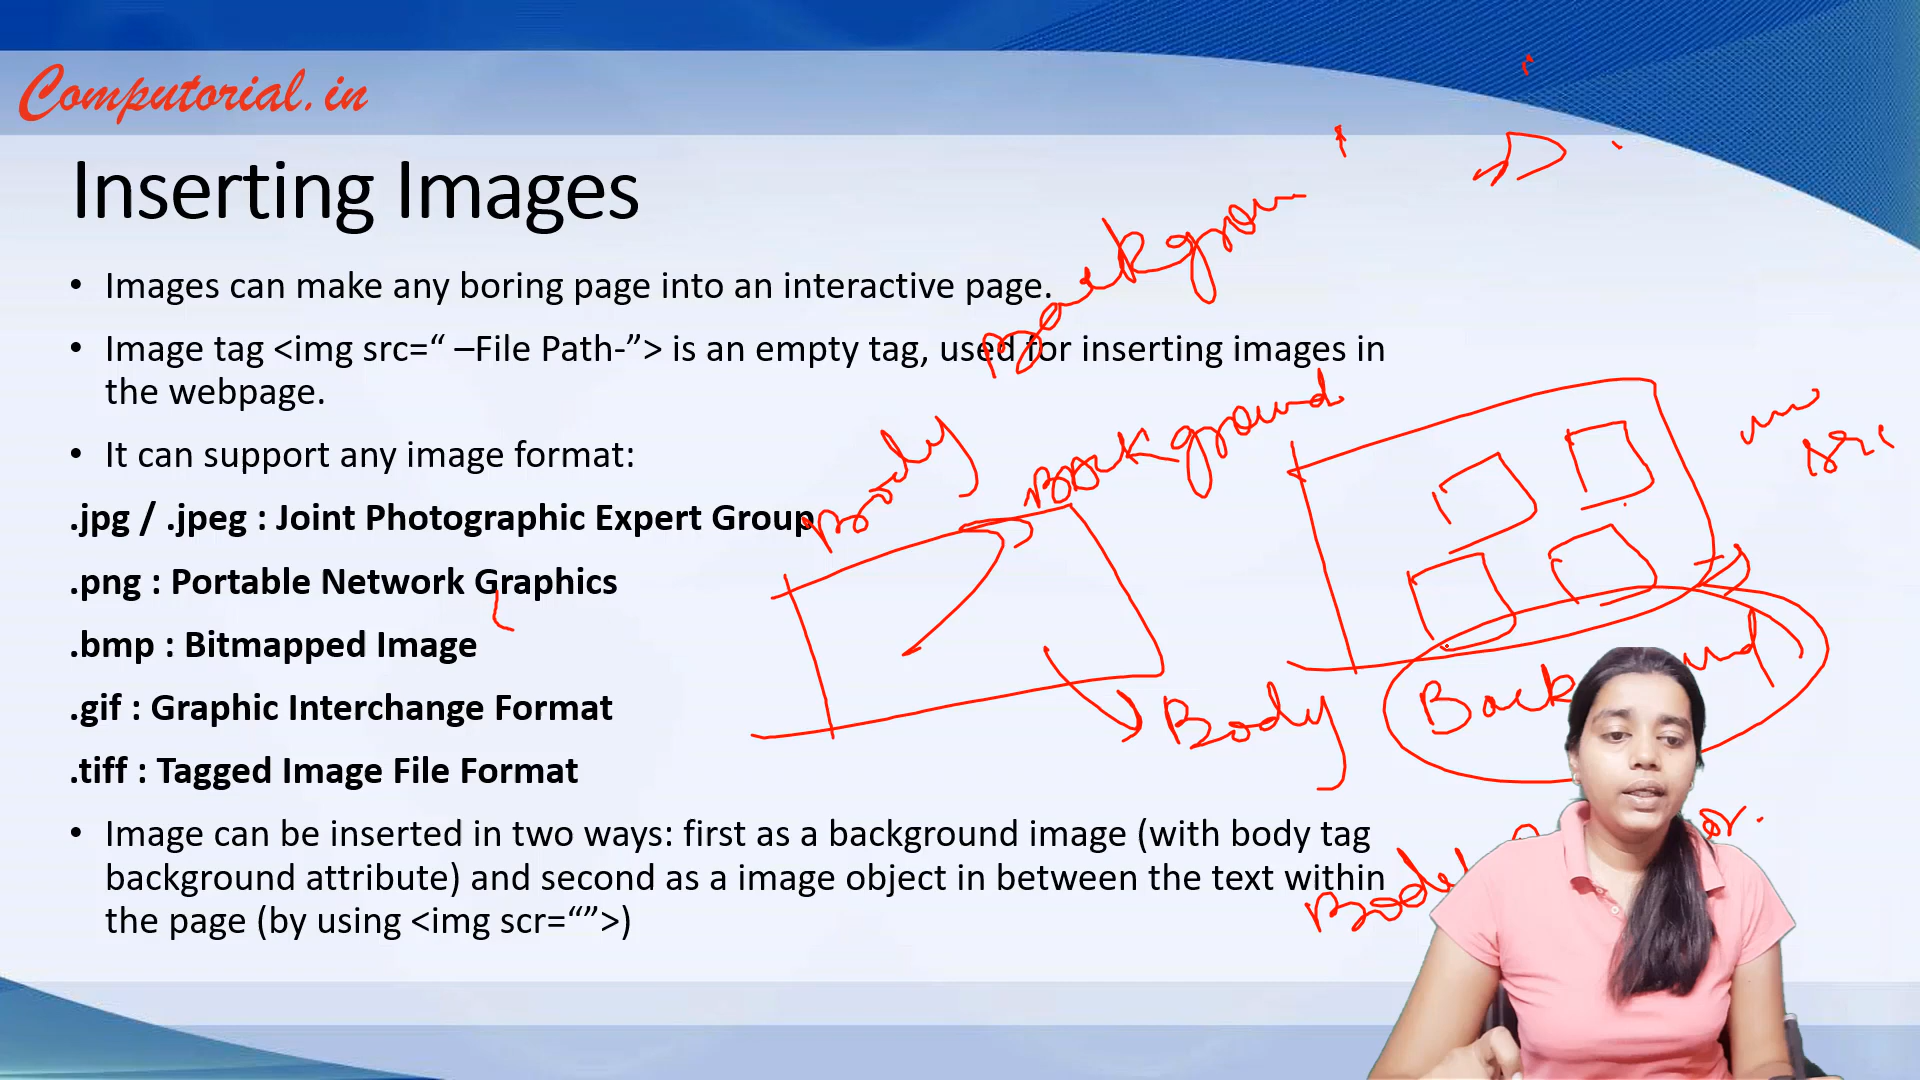 Computorial.in
Inserting Images
• Images can make any boring page into an interactive page.
• Image tag <img src=“ –File Path-”> is an empty tag, used for inserting images in
the webpage.
• It can support any image format:
.jpg / .jpeg : Joint Photographic Expert Group
.png : Portable Network Graphics
.bmp : Bitmapped Image
.gif : Graphic Interchange Format
.tiff : Tagged Image File Format
• Image can be inserted in two ways: first as a background image (with body tag
background attribute) and second as a image object in between the text within
the page (by using <img scr=“”>)
Backgroun
Body
Background
Body